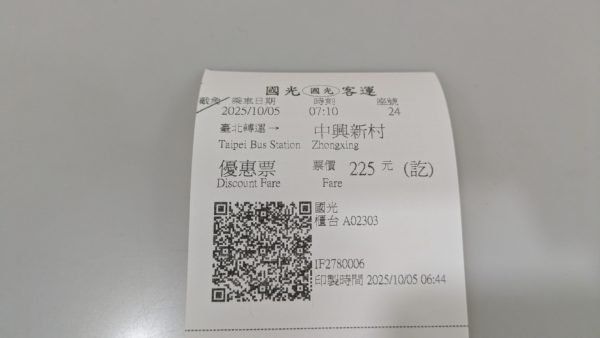 國光 國光 客運
截角 乘車日期 時刻 座號
2025/10/05 07:10 24
臺北轉運→ 中興新村
Taipei Bus Station Zhongxing
優惠票 票價 225 元 (訖)
Discount Fare Fare
國光
櫃台 A02303
IF2780006
印製時間 2025/10/05 06:44